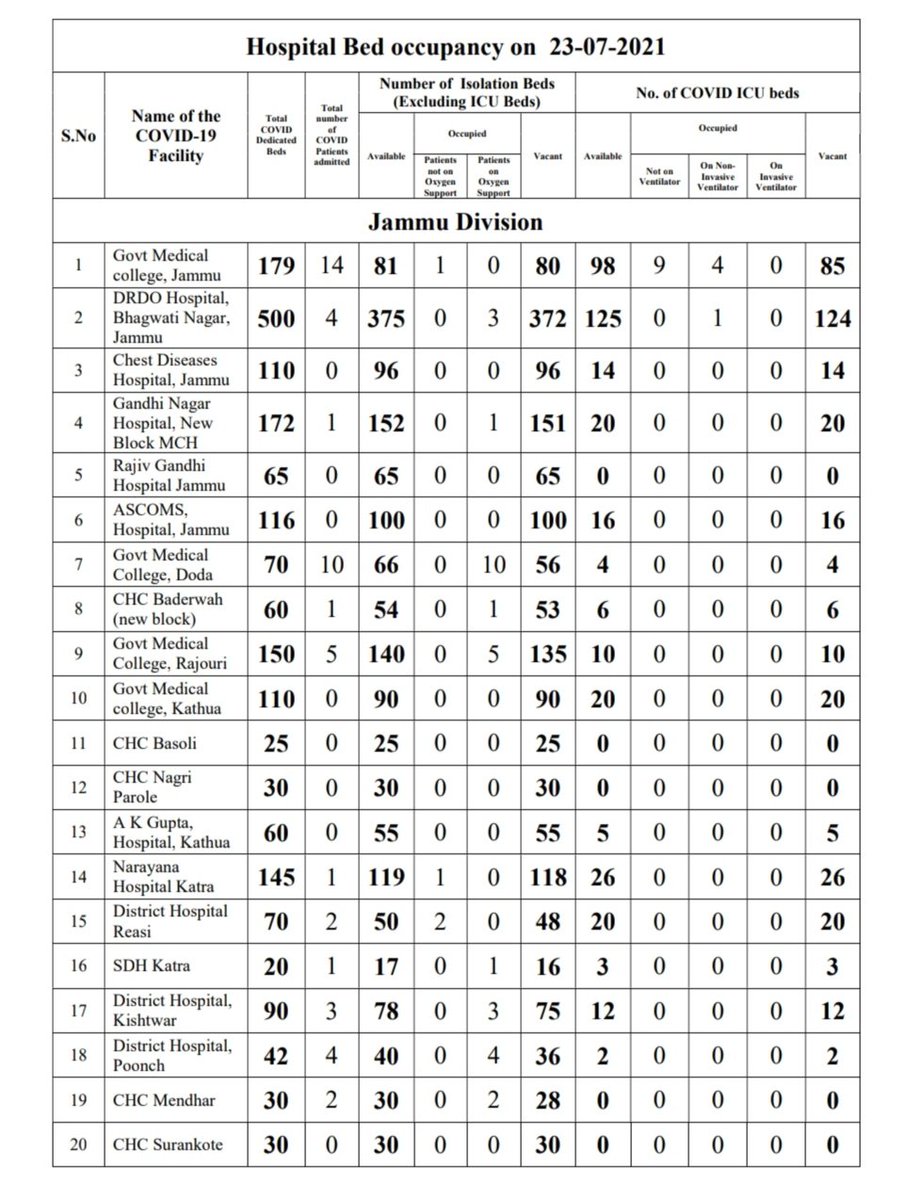 Hospital Bed occupancy on 23-07-2021
S.No
Name of the
COVID-19
Facility
Total
COVID
Dedicated
Beds
Total
number
of
COVID
Patients
admitted
Number of Isolation Beds
(Excluding ICU Beds)
Available
Occupied
Patients
not on
Oxygen
Support
Patients
on
Oxygen
Support
Vacant
No. of COVID ICU beds
Available
Occupied
Not on
Ventilator
On Non-
Invasive
Ventilator
On
Invasive
Ventilator
Vacant
Jammu Division
1 Govt Medical
college, Jammu 179 14 81 1 0 80 98 9 4 0 85
2 DRDO Hospital,
Bhagwati Nagar,
Jammu 500 4 375 0 3 372 125 0 1 0 124
3 Chest Diseases
Hospital, Jammu 110 0 96 0 0 96 14 0 0 0 14
4 Gandhi Nagar
Hospital, New
Block MCH 172 1 152 0 1 151 20 0 0 0 20
5 Rajiv Gandhi
Hospital Jammu 65 0 65 0 0 65 0 0 0 0 0
6 ASCOMS,
Hospital, Jammu 116 0 100 0 0 100 16 0 0 0 16
7 Govt Medical
College, Doda 70 10 66 0 10 56 4 0 0 0 4
8 CHC Baderwah
(new block) 60 1 54 0 1 53 6 0 0 0 6
9 Govt Medical
College, Rajouri 150 5 140 0 5 135 10 0 0 0 10
10 Govt Medical
college, Kathua 110 0 90 0 0 90 20 0 0 0 20
11 CHC Basoli 25 0 25 0 0 25 0 0 0 0 0
12 CHC Nagri
Parole 30 0 30 0 0 30 0 0 0 0 0
13 A K Gupta,
Hospital, Kathua 60 0 55 0 0 55 5 0 0 0 5
14 Narayana
Hospital Katra 145 1 119 1 0 118 26 0 0 0 26
15 District Hospital
Reasi 70 2 50 2 0 48 20 0 0 0 20
16 SDH Katra 20 1 17 0 1 16 3 0 0 0 3
17 District Hospital,
Kishtwar 90 3 78 0 3 75 12 0 0 0 12
18 District Hospital,
Poonch 42 4 40 0 4 36 2 0 0 0 2
19 CHC Mendhar 30 2 30 0 2 28 0 0 0 0 0
20 CHC Surankote 30 0 30 0 0 30 0 0 0 0 0